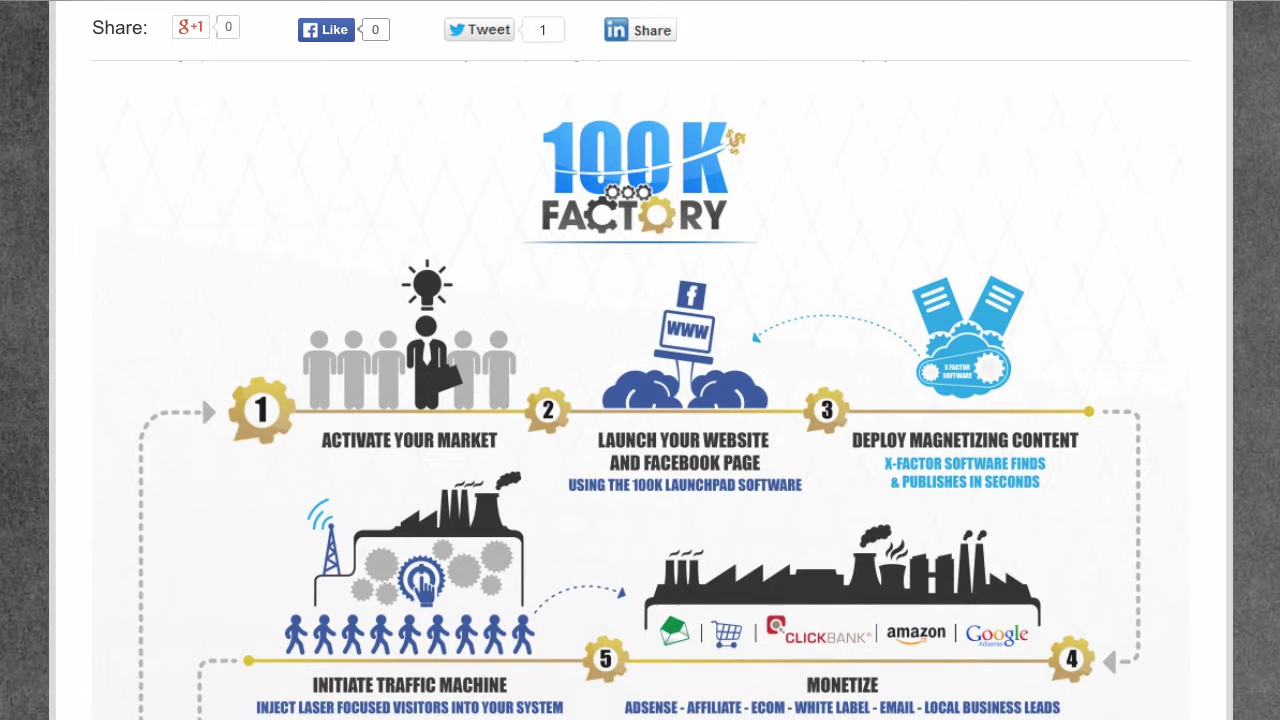 Share:
g+1
0
Like
0
Tweet
1
in Share
100K
FACTORY
f
WWW
X FACTOR
SOFTWARE
1
2
3
ACTIVATE YOUR MARKET
LAUNCH YOUR WEBSITE
AND FACEBOOK PAGE
USING THE 100K LAUNCHPAD SOFTWARE
DEPLOY MAGNETIZING CONTENT
X-FACTOR SOFTWARE FINDS
& PUBLISHES IN SECONDS
CLICKBANK®
amazon
Google
Adsense
5
4
INITIATE TRAFFIC MACHINE
INJECT LASER FOCUSED VISITORS INTO YOUR SYSTEM
MONETIZE
ADSENSE - AFFILIATE - ECOM - WHITE LABEL - EMAIL - LOCAL BUSINESS LEADS